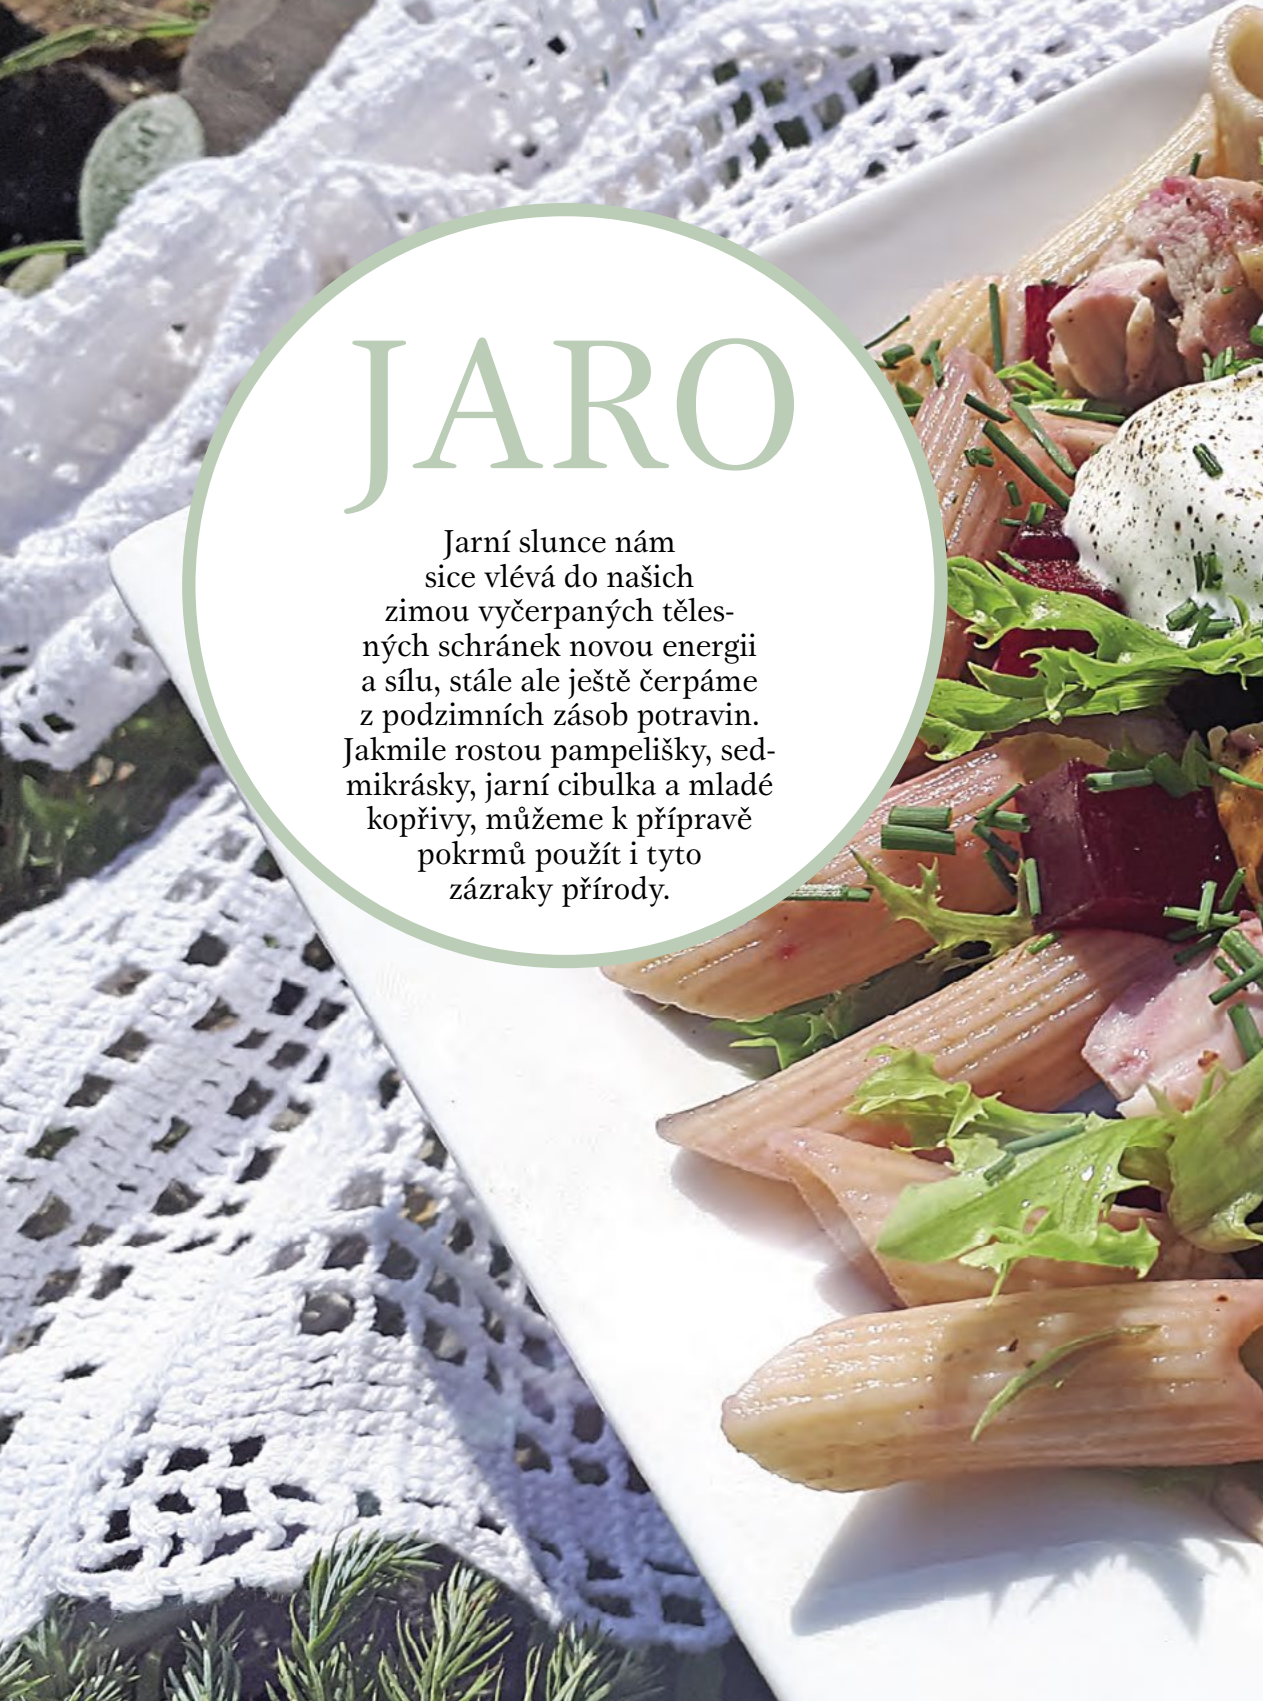 JARO
Jarní slunce nám
sice vlévá do našich
zimou vyčerpaných těles-
ných schránek novou energii
a sílu, stále ale ještě čerpáme
z podzimních zásob potravin.
Jakmile rostou pampelišky, sed-
mikrásky, jarní cibulka a mladé
kopřivy, můžeme k přípravě
pokrmů použít i tyto
zázraky přírody.